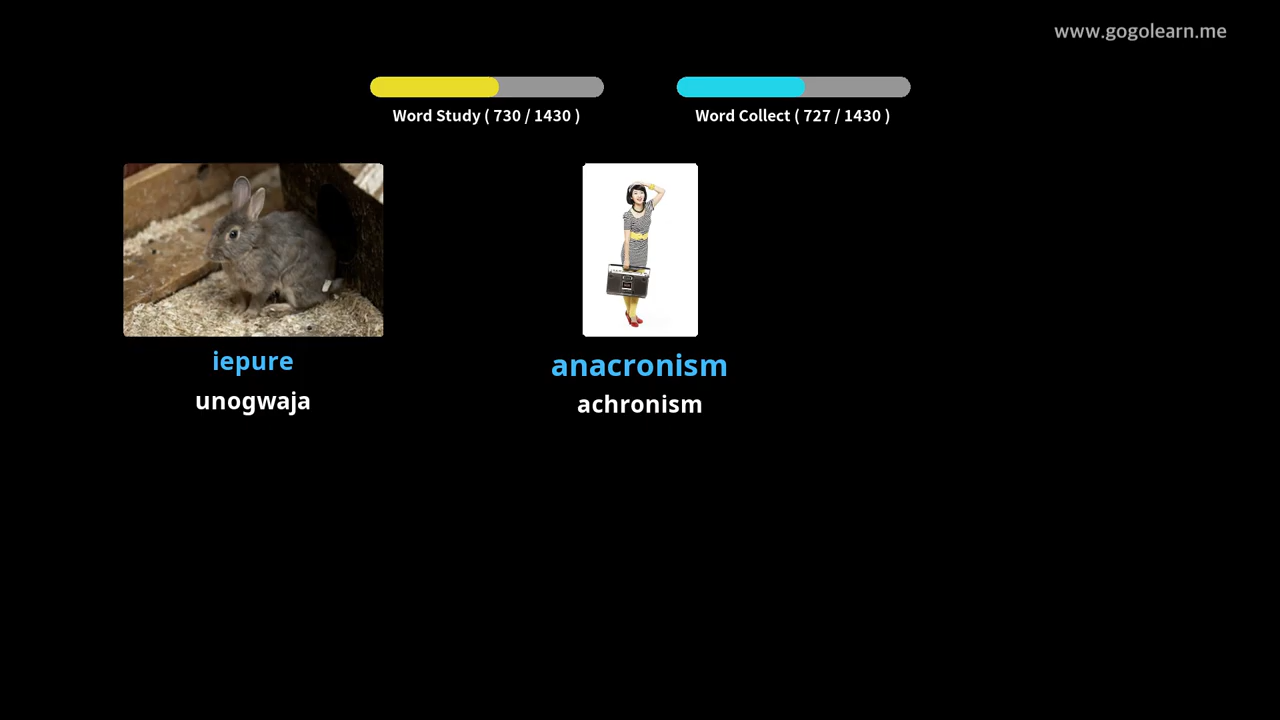 www.gogolearn.me
Word Study ( 730 / 1430 )
Word Collect ( 727 / 1430 )
iepure
unogwaja
anacronism
achronism